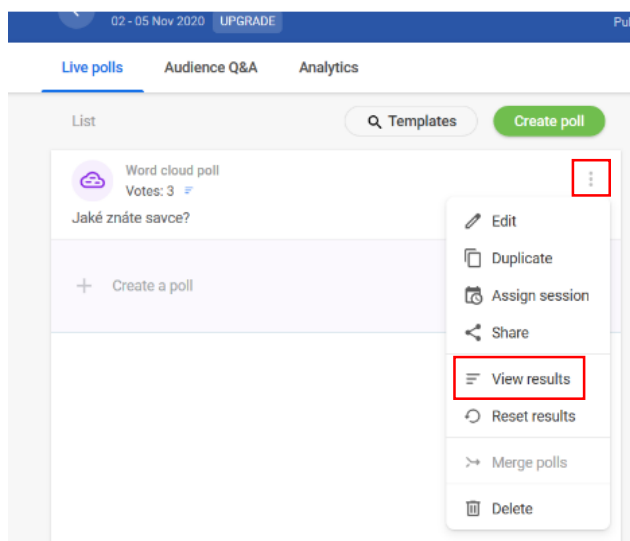 02 - 05 Nov 2020 UPGRADE
Live polls Audience Q&A Analytics
List Templates Create poll
Word cloud poll
Votes: 3
Jaké znáte savce?
Create a poll
Edit
Duplicate
Assign session
Share
View results
Reset results
Merge polls
Delete